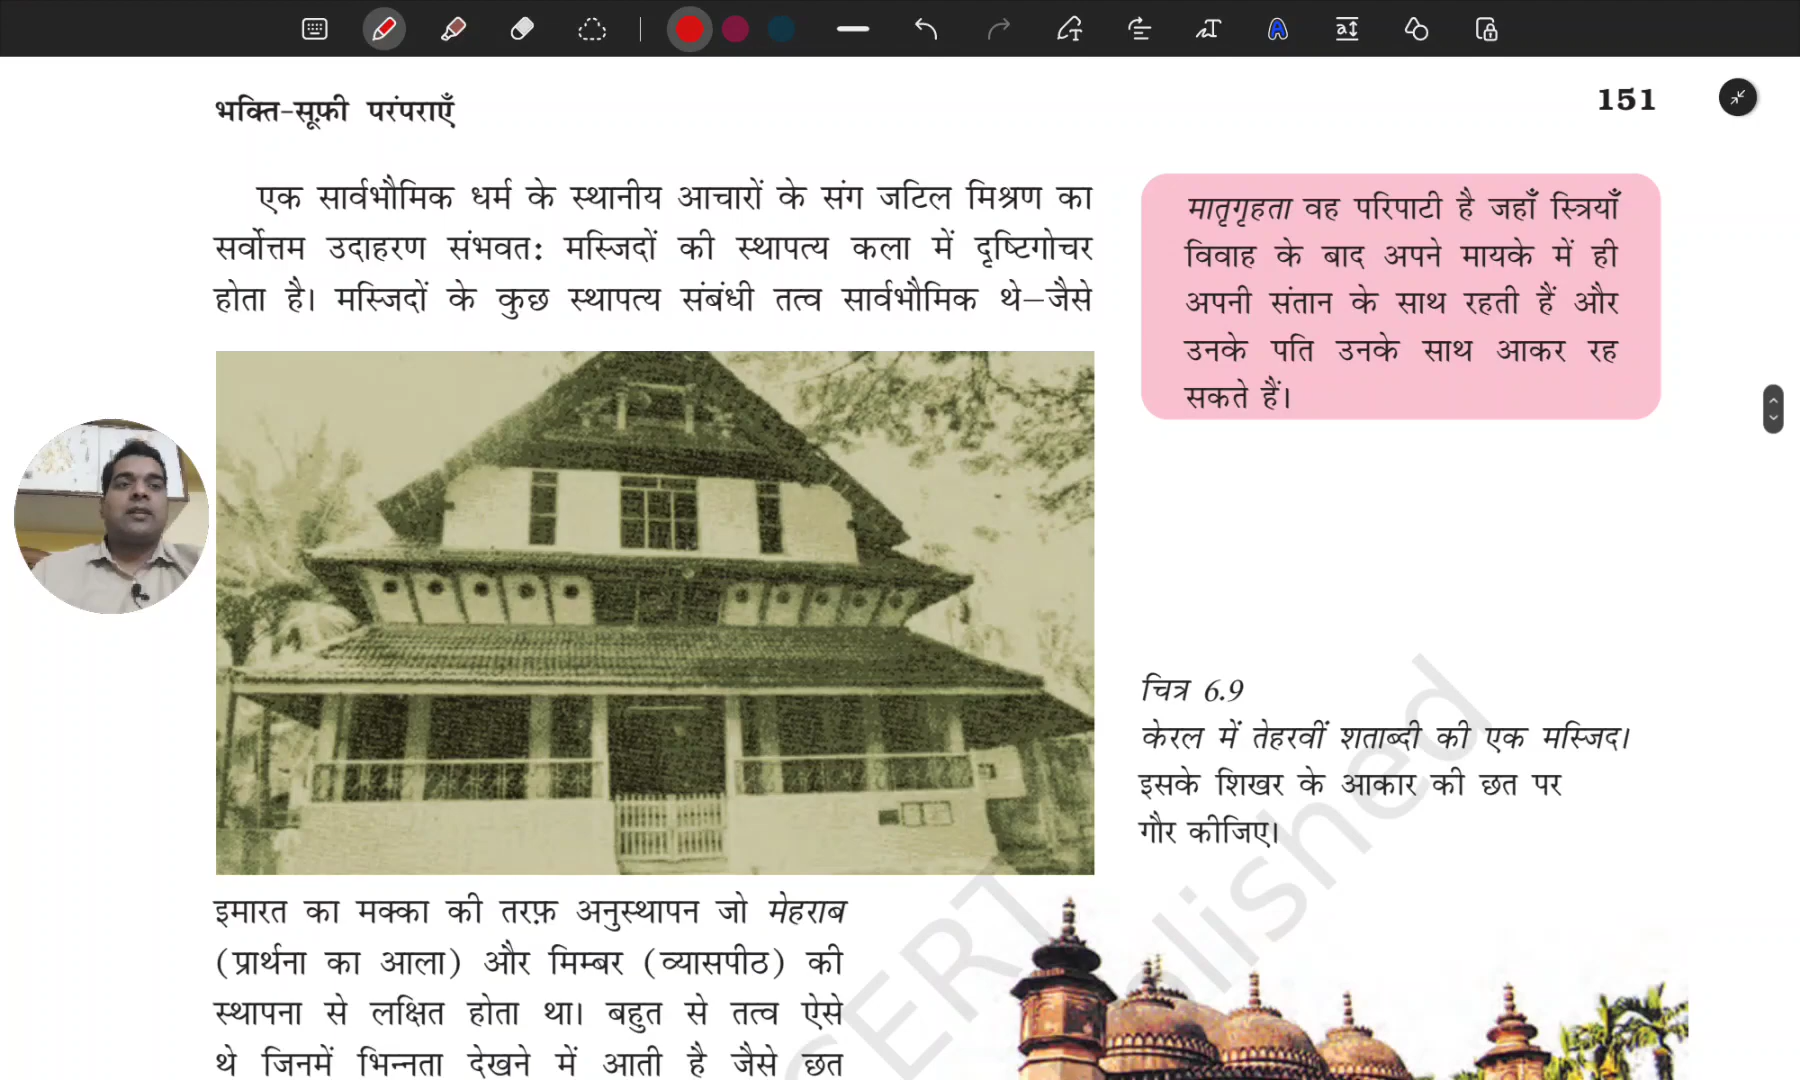 भक्ति-सूफ़ी परंपराएँ
151
एक सार्वभौमिक धर्म के स्थानीय आचारों के संग जटिल मिश्रण का
सर्वोत्तम उदाहरण संभवत: मस्जिदों की स्थापत्य कला में दृष्टिगोचर
होता है। मस्जिदों के कुछ स्थापत्य संबंधी तत्व सार्वभौमिक थे–जैसे
मातृगृहता वह परिपाटी है जहाँ स्त्रियाँ
विवाह के बाद अपने मायके में ही
अपनी संतान के साथ रहती हैं और
उनके पति उनके साथ आकर रह
सकते हैं।
चित्र 6.9
केरल में तेहरवीं शताब्दी की एक मस्जिद।
इसके शिखर के आकार की छत पर
गौर कीजिए।
इमारत का मक्का की तरफ़ अनुस्थापन जो मेहराब
(प्रार्थना का आला) और मिम्बर (व्यासपीठ) की
स्थापना से लक्षित होता था। बहुत से तत्व ऐसे
थे जिनमें भिन्नता देखने में आती है जैसे छत